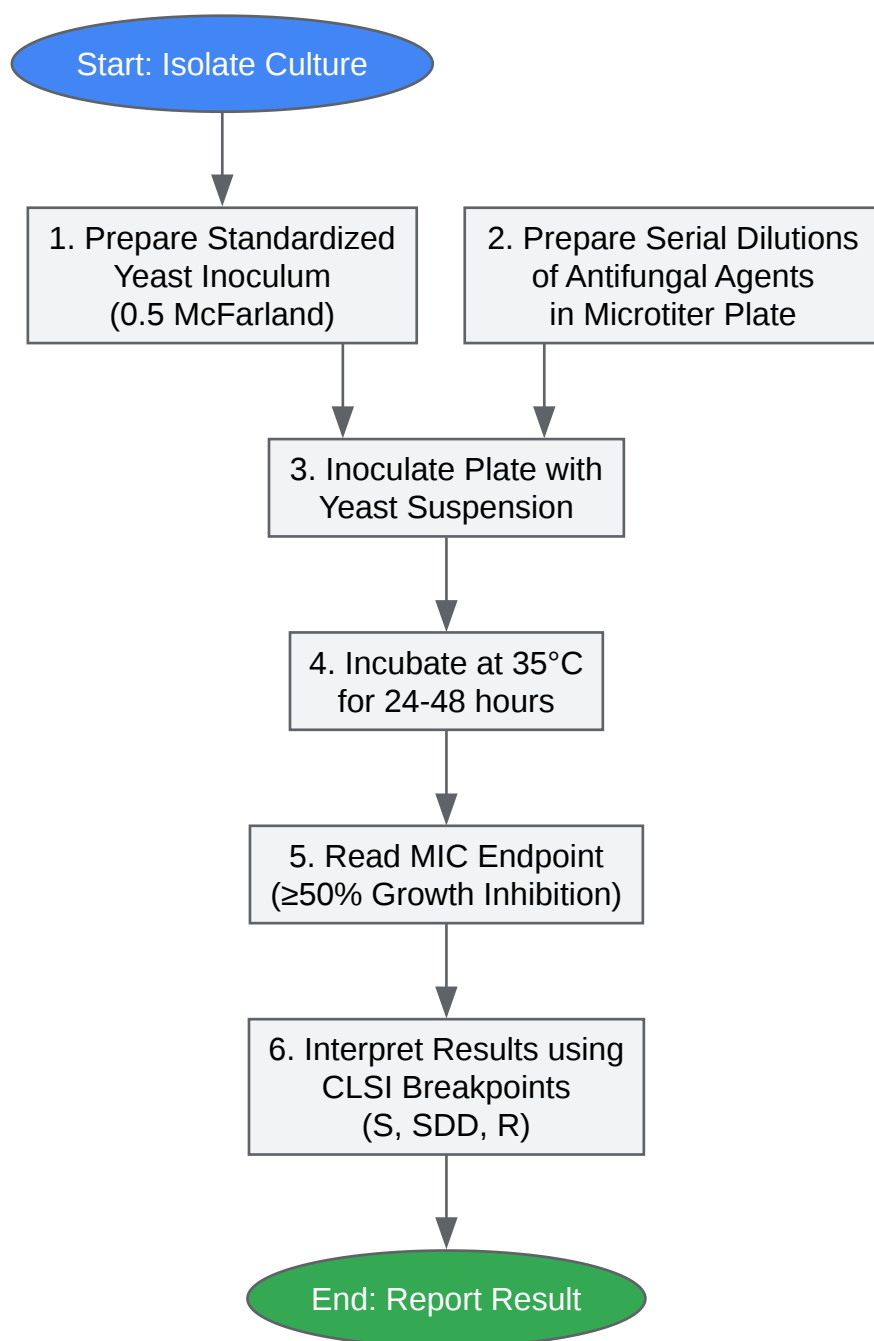 Start: Isolate Culture
1. Prepare Standardized
Yeast Inoculum
(0.5 McFarland)
2. Prepare Serial Dilutions
of Antifungal Agents
in Microtiter Plate
3. Inoculate Plate with
Yeast Suspension
4. Incubate at 35°C
for 24-48 hours
5. Read MIC Endpoint
(≥50% Growth Inhibition)
6. Interpret Results using
CLSI Breakpoints
(S, SDD, R)
End: Report Result